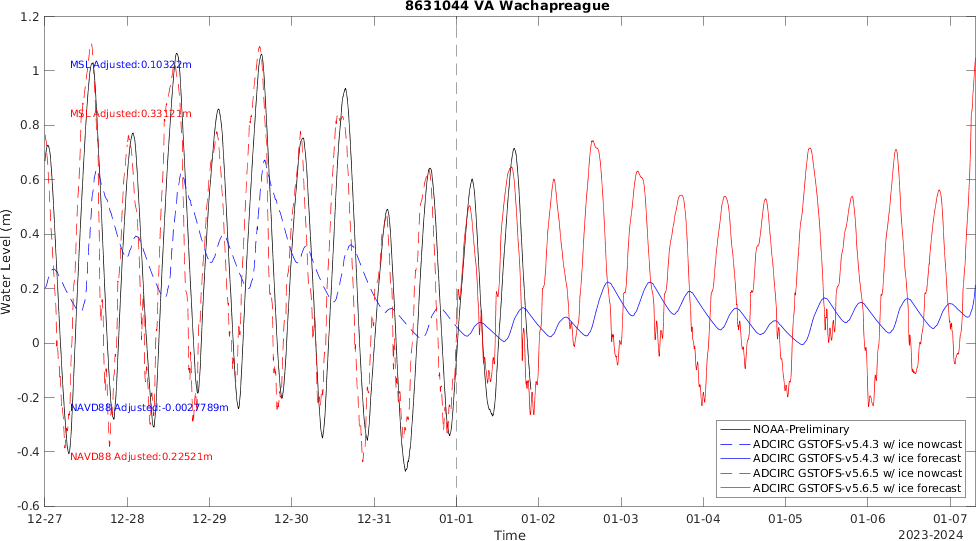 8631044 VA Wachapreague
1.2
1
0.8
0.6
0.4
0.2
0
-0.2
-0.4
-0.6
Water Level (m)
MSL Adjusted:0.10322m
MSL Adjusted:0.33121m
NAVD88 Adjusted:-0.0027789m
NAVD88 Adjusted:0.22521m
NOAA-Preliminary
ADCIRC GSTOFS-v5.4.3 w/ ice nowcast
ADCIRC GSTOFS-v5.4.3 w/ ice forecast
ADCIRC GSTOFS-v5.6.5 w/ ice nowcast
ADCIRC GSTOFS-v5.6.5 w/ ice forecast
12-27 12-28 12-29 12-30 12-31 01-01 01-02 01-03 01-04 01-05 01-06 01-07
2023-2024
Time